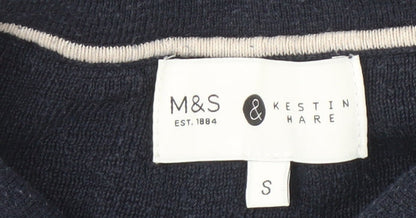 M&S & KESTIN
EST. 1884 HARE
S